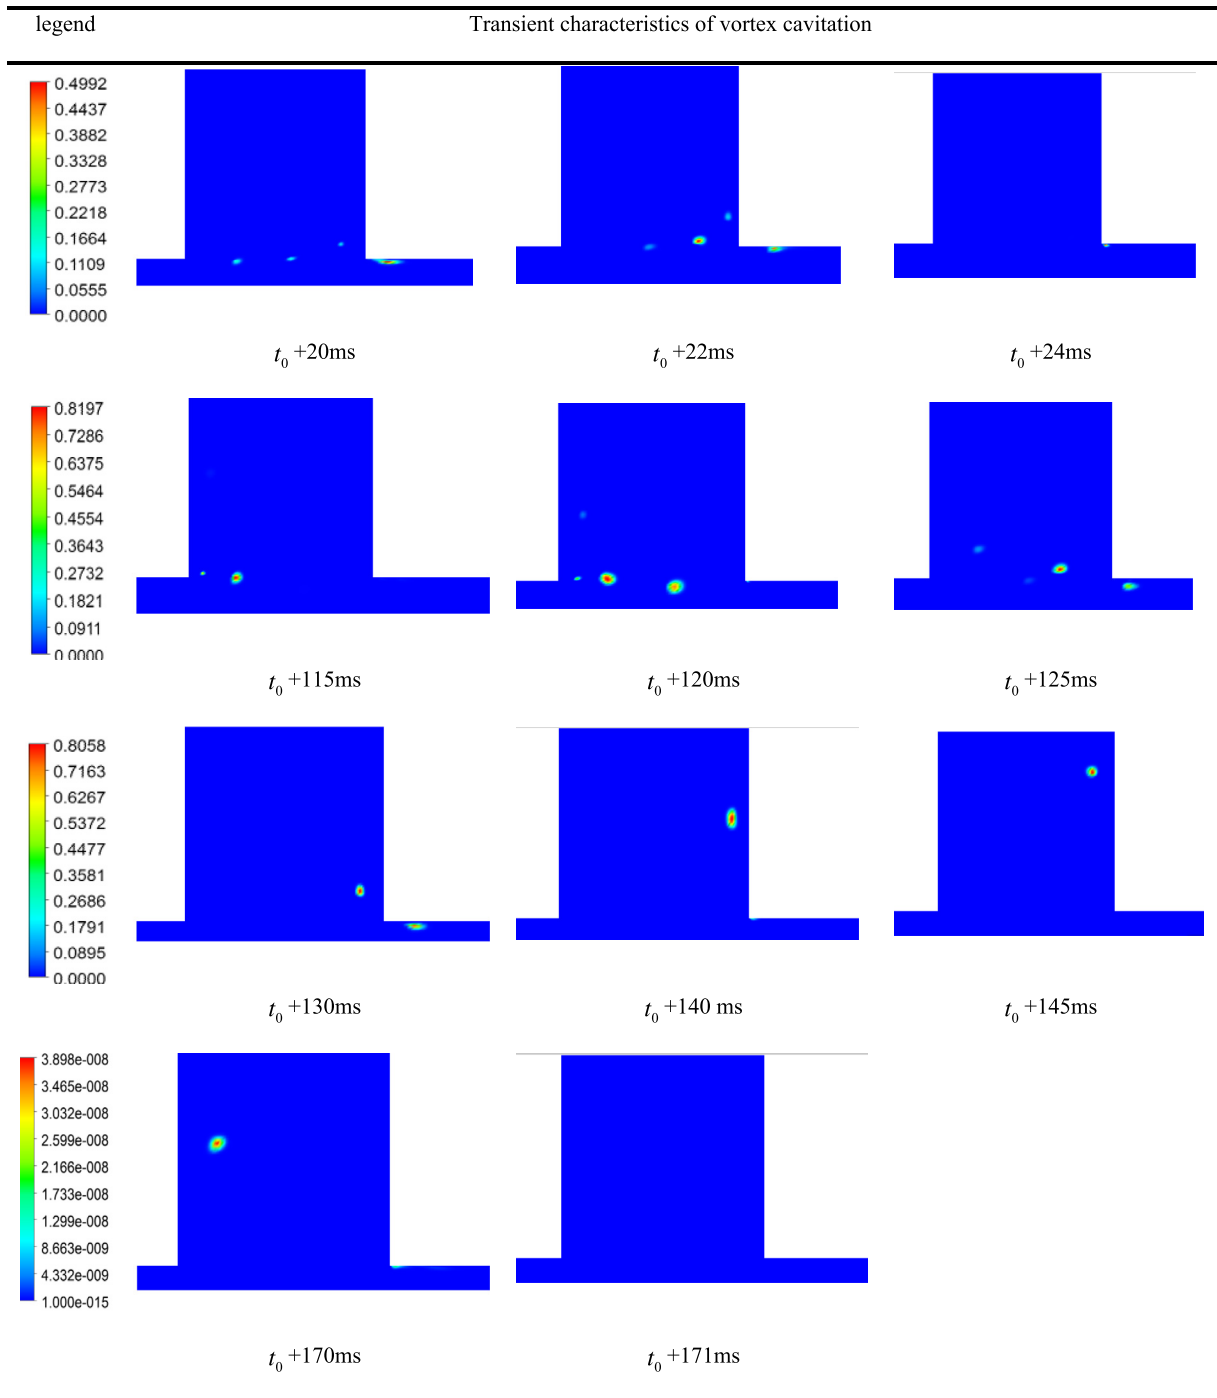 legend Transient characteristics of vortex cavitation
0.4992
0.4437
0.3882
0.3328
0.2773
0.2218
0.1664
0.1109
0.0555
0.0000
t0 +20ms t0 +22ms t0 +24ms
0.8197
0.7286
0.6375
0.5464
0.4554
0.3643
0.2732
0.1821
0.0911
0.0000
t0 +115ms t0 +120ms t0 +125ms
0.8058
0.7163
0.6267
0.5372
0.4477
0.3581
0.2686
0.1791
0.0895
0.0000
t0 +130ms t0 +140 ms t0 +145ms
3.898e-008
3.465e-008
3.032e-008
2.599e-008
2.166e-008
1.733e-008
1.299e-008
8.663e-009
4.332e-009
1.000e-015
t0 +170ms t0 +171ms